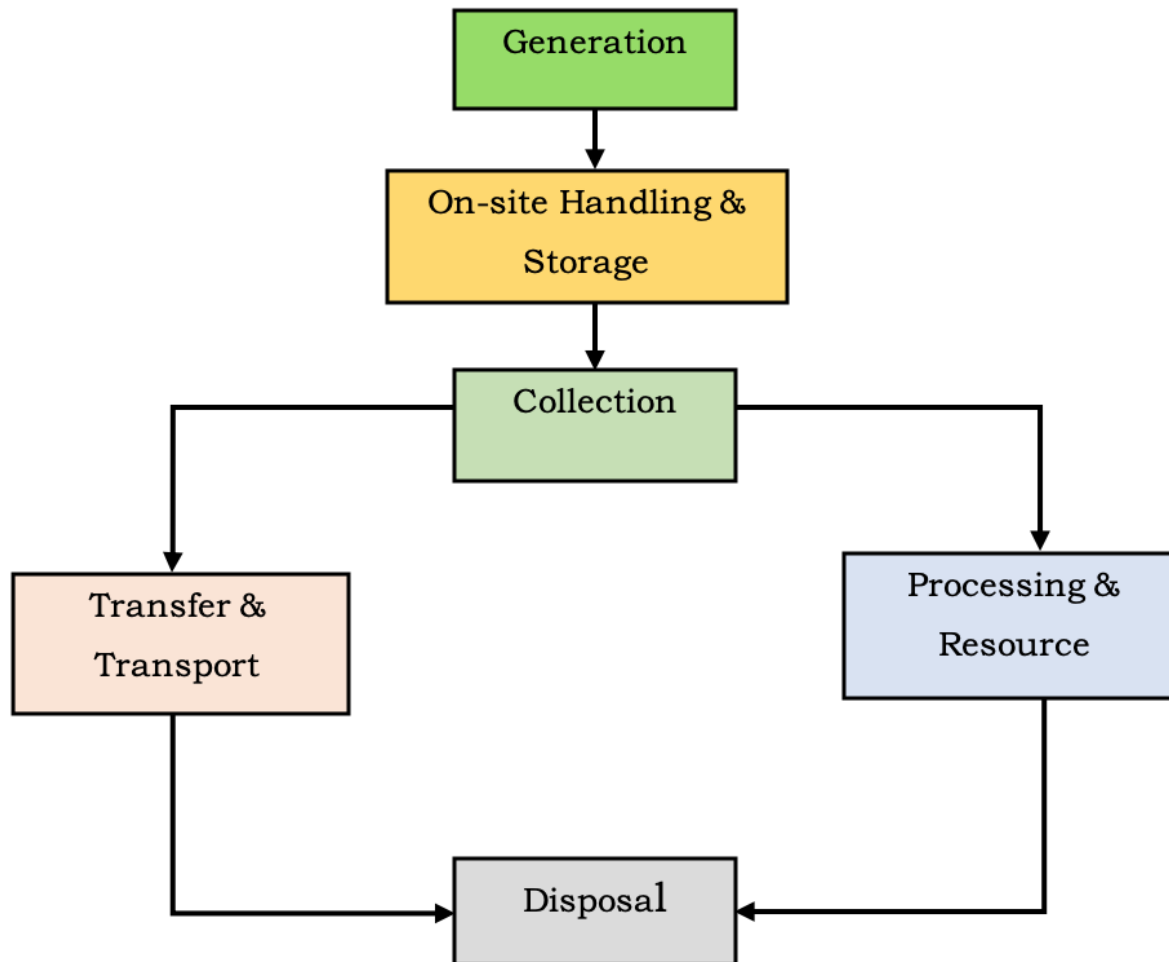 Generation
On-site Handling &
Storage
Collection
Transfer &
Transport
Processing &
Resource
Disposal